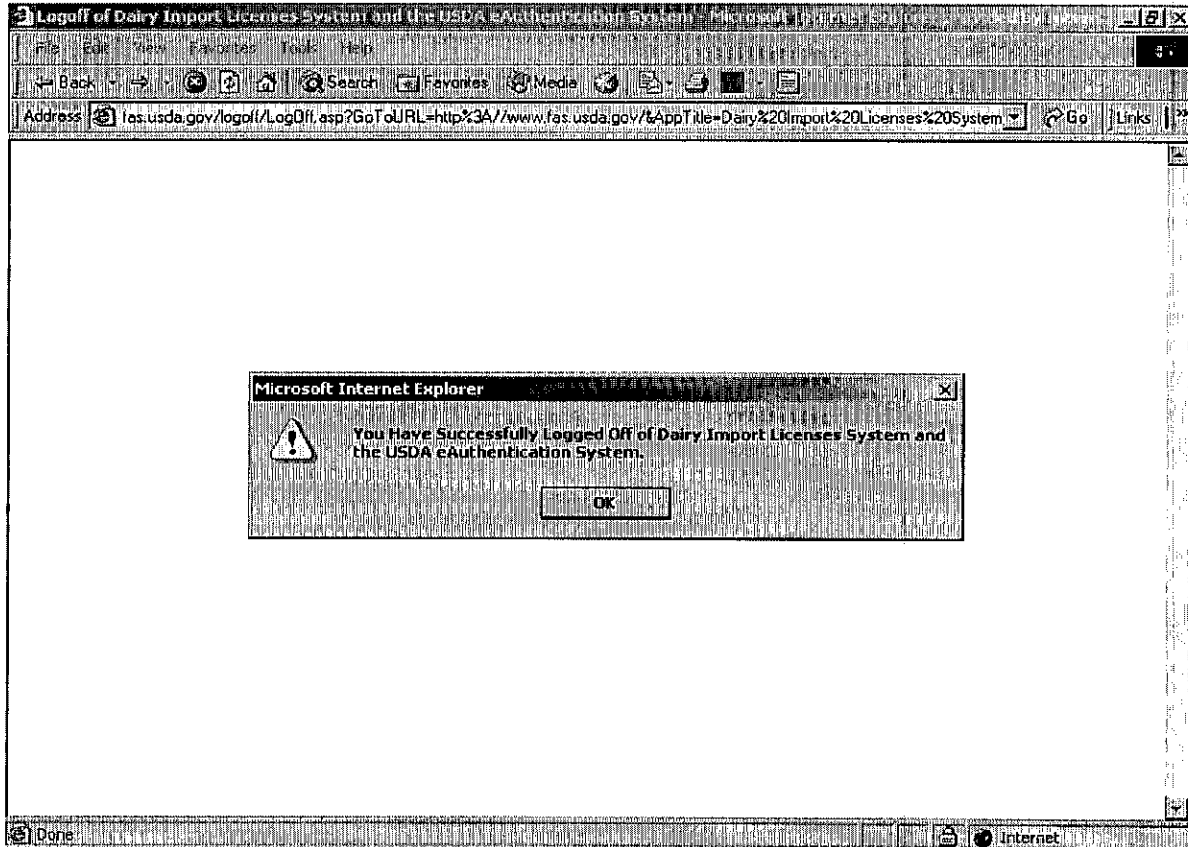 Logoff of Dairy Import Licenses System and the USDA eAuthentication System - Microsoft
File Edit View Favorites Tools Help
Back Search Favorites Media
Address fas.usda.gov/logoff/LogOff.asp?GoToURL=http%3A//www.fas.usda.gov/&AppTitle=Dairy%20Import%20Licenses%20System Go Links »
Microsoft Internet Explorer
You Have Successfully Logged Off of Dairy Import Licenses System and
the USDA eAuthentication System.
OK
Done Internet